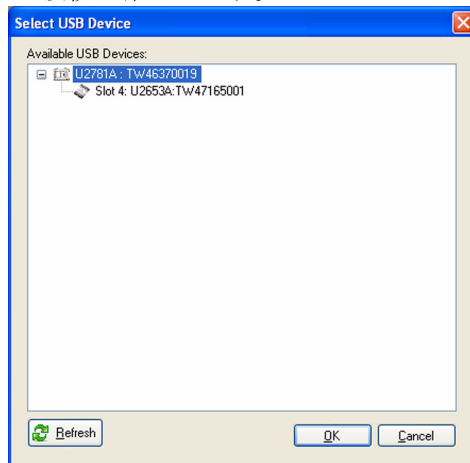 Select USB Device
Available USB Devices:
U2781A : TW46370019
Slot 4: U2653A:TW47165001
Refresh
OK
Cancel